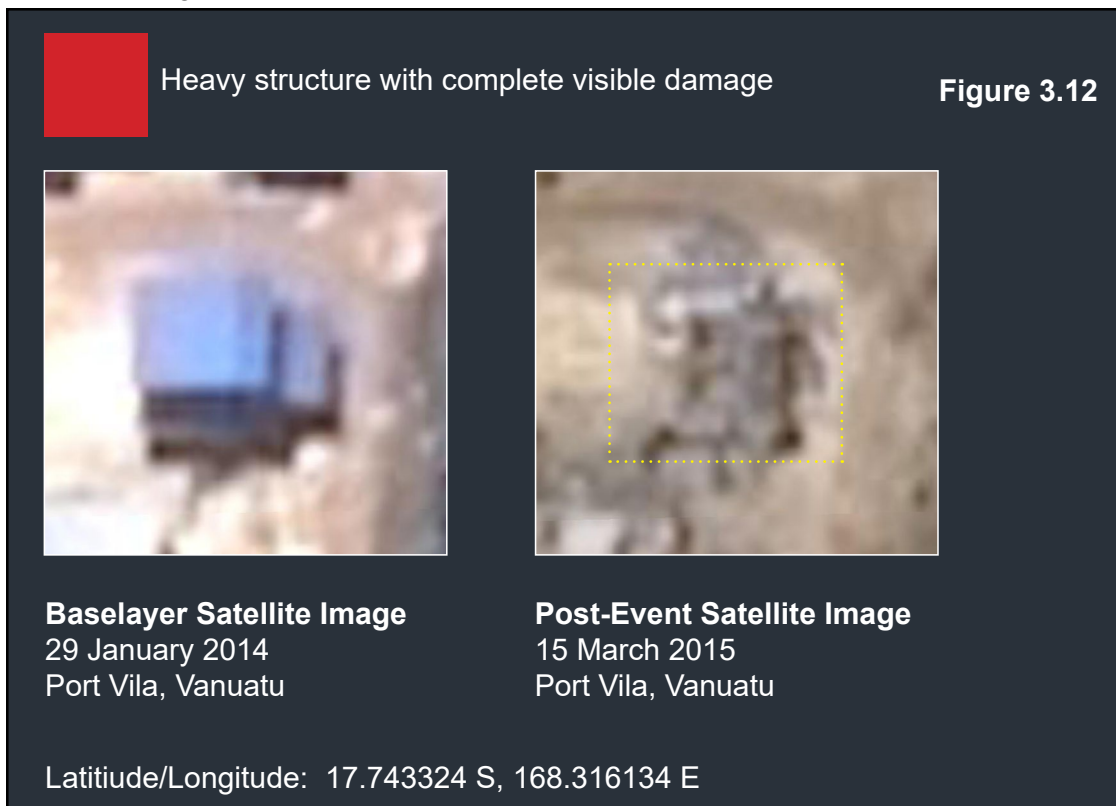 Heavy structure with complete visible damage
Figure 3.12
Baselayer Satellite Image
29 January 2014
Port Vila, Vanuatu
Post-Event Satellite Image
15 March 2015
Port Vila, Vanuatu
Latitiude/Longitude: 17.743324 S, 168.316134 E